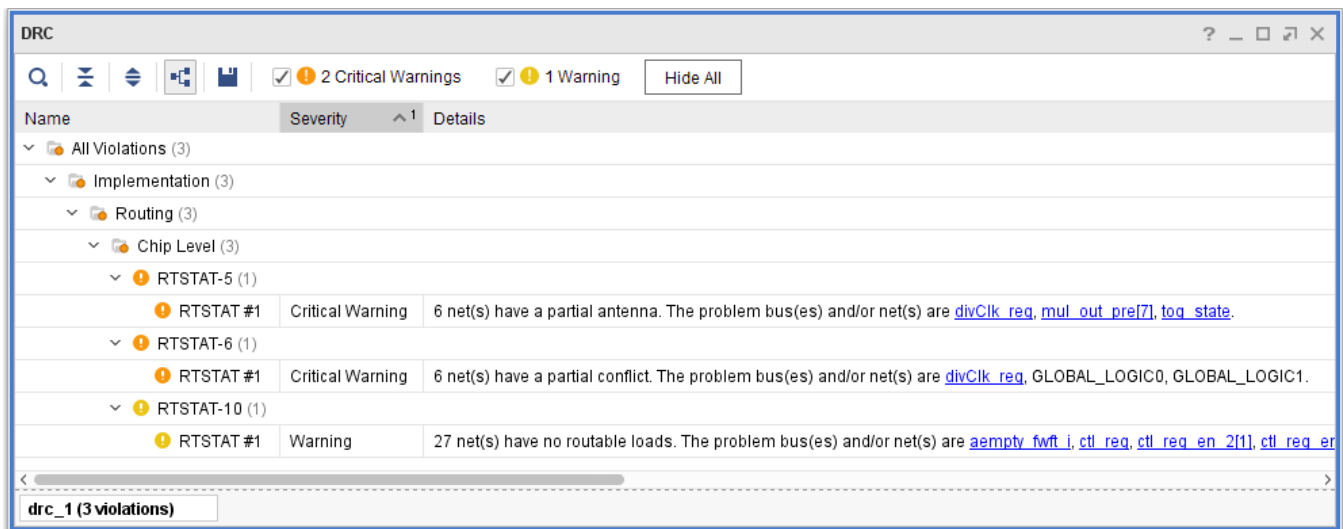 DRC
2 Critical Warnings 1 Warning Hide All
Name Severity 1 Details
All Violations (3)
Implementation (3)
Routing (3)
Chip Level (3)
RTSTAT-5 (1)
RTSTAT #1 Critical Warning 6 net(s) have a partial antenna. The problem bus(es) and/or net(s) are divClk_reg, mul_out_pre[7], tog_state.
RTSTAT-6 (1)
RTSTAT #1 Critical Warning 6 net(s) have a partial conflict. The problem bus(es) and/or net(s) are divClk_reg, GLOBAL_LOGIC0, GLOBAL_LOGIC1.
RTSTAT-10 (1)
RTSTAT #1 Warning 27 net(s) have no routable loads. The problem bus(es) and/or net(s) are aempty_fwft_i, ctl_reg, ctl_reg_en_2[1], ctl_reg_er
drc_1 (3 violations)